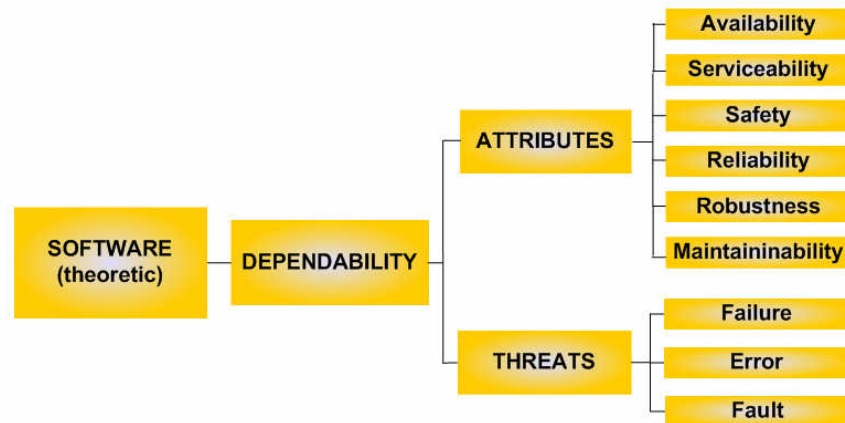 SOFTWARE
(theoretic)
DEPENDABILITY
ATTRIBUTES
Availability
Serviceability
Safety
Reliability
Robustness
Maintaininability
THREATS
Failure
Error
Fault